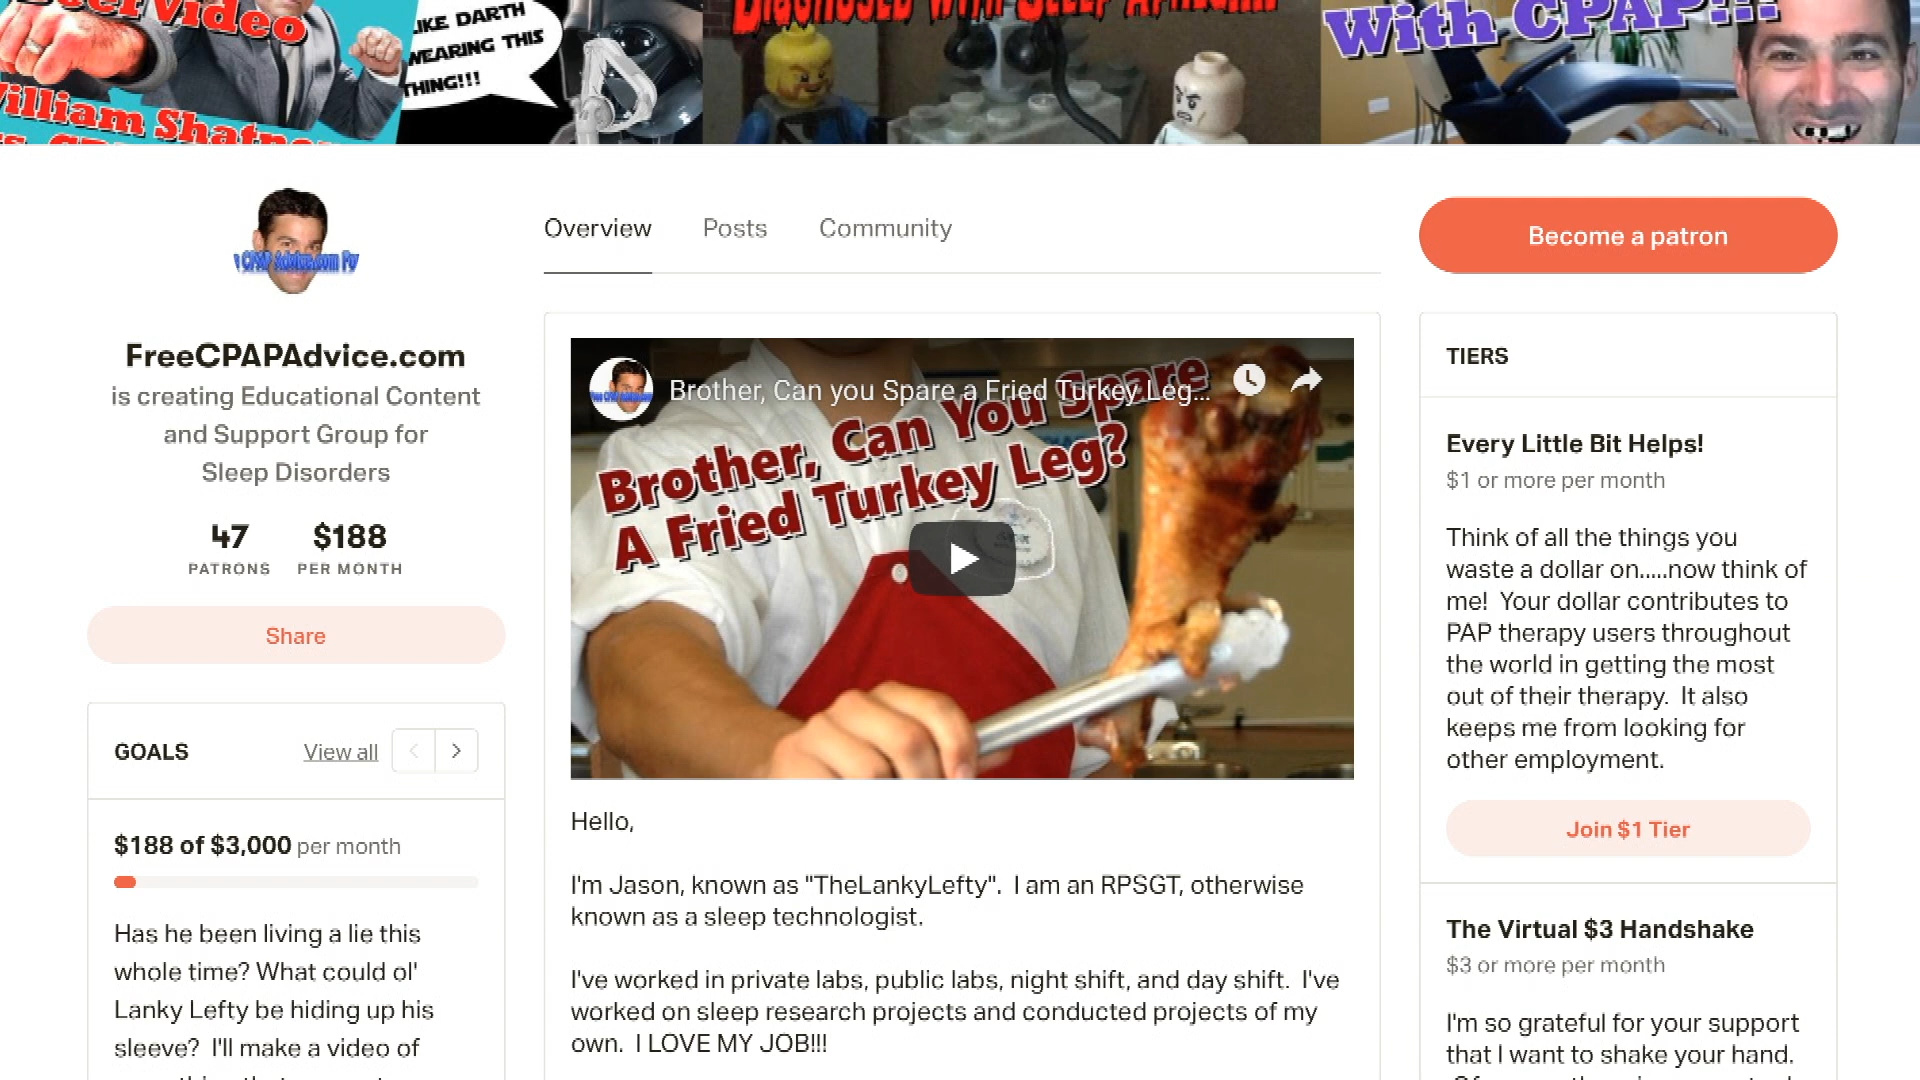 Video
William Shatner
LIKE DARTH
WEARING THIS
THING!!!
Diagnosed with Sleep Apnea!!!
With CPAP!!!
CPAP Advice.com
Overview
Posts
Community
Become a patron
FreeCPAPAdvice.com
is creating Educational Content
and Support Group for
Sleep Disorders
47
PATRONS
$188
PER MONTH
Share
GOALS
View all
$188 of $3,000 per month
Has he been living a lie this
whole time? What could ol'
Lanky Lefty be hiding up his
sleeve? I'll make a video of
Brother, Can you Spare a Fried Turkey Leg...
Brother, Can You Spare
A Fried Turkey Leg?
Hello,
I'm Jason, known as "TheLankyLefty". I am an RPSGT, otherwise
known as a sleep technologist.
I've worked in private labs, public labs, night shift, and day shift. I've
worked on sleep research projects and conducted projects of my
own. I LOVE MY JOB!!!
TIERS
Every Little Bit Helps!
$1 or more per month
Think of all the things you
waste a dollar on.....now think of
me! Your dollar contributes to
PAP therapy users throughout
the world in getting the most
out of their therapy. It also
keeps me from looking for
other employment.
Join $1 Tier
The Virtual $3 Handshake
$3 or more per month
I'm so grateful for your support
that I want to shake your hand.